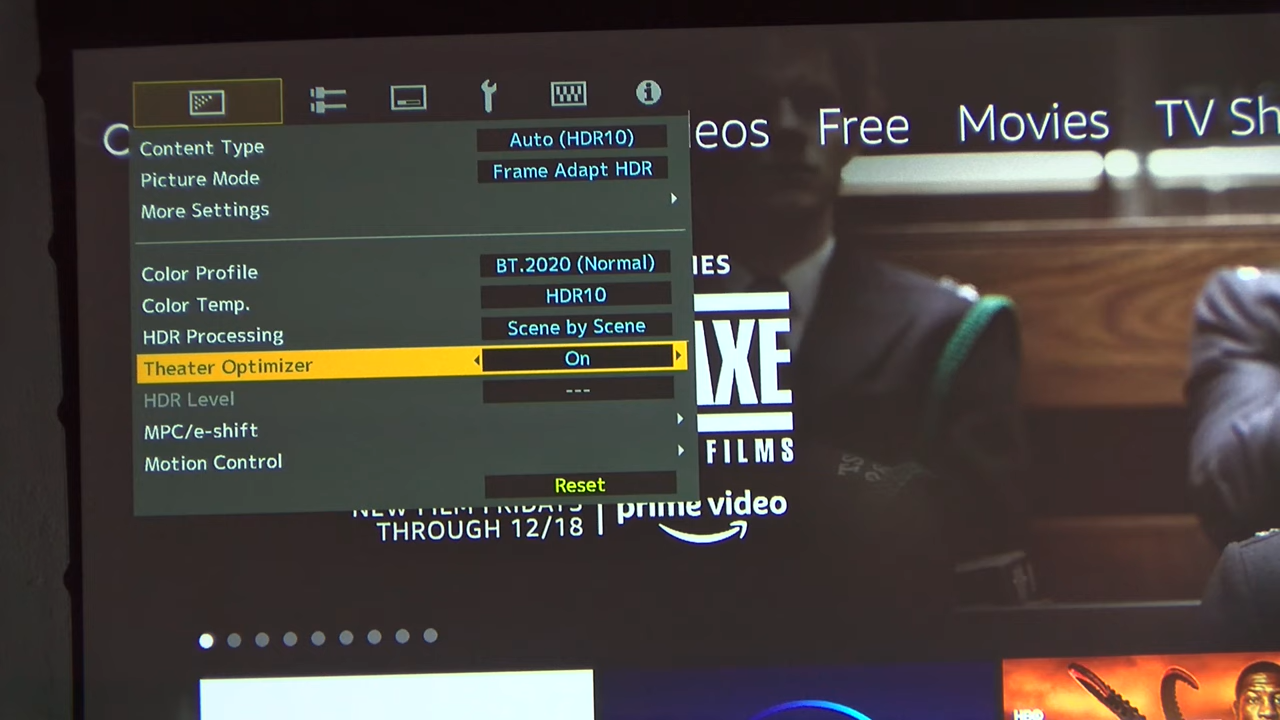 eos Free Movies TV Sh
Content Type Auto (HDR10)
Picture Mode Frame Adapt HDR
More Settings
Color Profile BT.2020 (Normal)
IES
Color Temp. HDR10
HDR Processing Scene by Scene
Theater Optimizer On
AXE
HDR Level ---
MPC/e-shift
FILMS
Motion Control
Reset
NEW FILM FRIDAYS
THROUGH 12/18
prime video
HBO